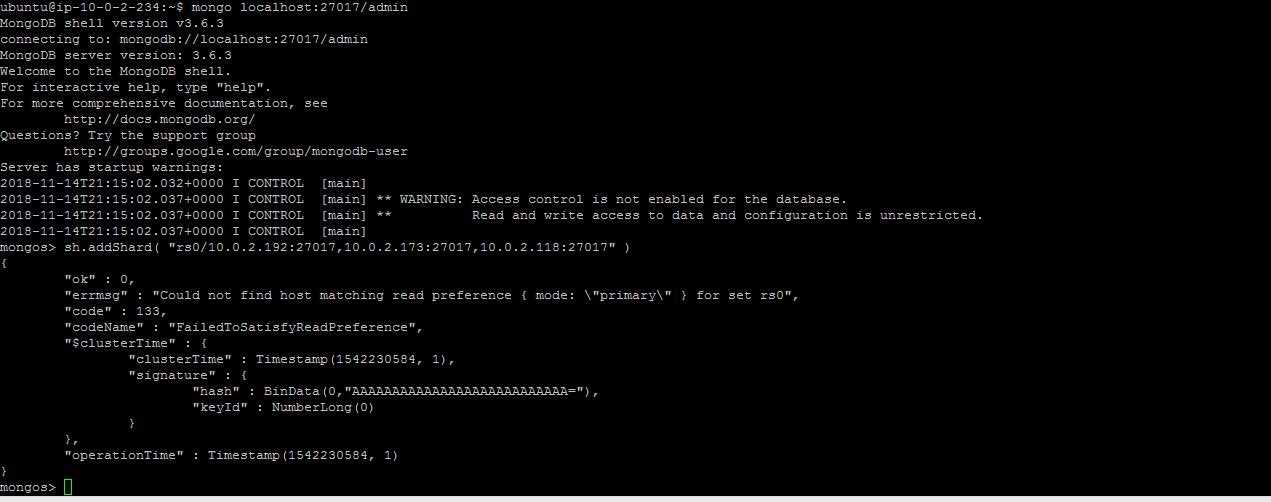 ubuntu@ip-10-0-2-234:~$ mongo localhost:27017/admin
MongoDB shell version v3.6.3
connecting to: mongodb://localhost:27017/admin
MongoDB server version: 3.6.3
Welcome to the MongoDB shell.
For interactive help, type "help".
For more comprehensive documentation, see
        http://docs.mongodb.org/
Questions? Try the support group
        http://groups.google.com/group/mongodb-user
Server has startup warnings:
2018-11-14T21:15:02.032+0000 I CONTROL  [main]
2018-11-14T21:15:02.037+0000 I CONTROL  [main] ** WARNING: Access control is not enabled for the database.
2018-11-14T21:15:02.037+0000 I CONTROL  [main] **          Read and write access to data and configuration is unrestricted.
2018-11-14T21:15:02.037+0000 I CONTROL  [main]
mongos> sh.addShard( "rs0/10.0.2.192:27017,10.0.2.173:27017,10.0.2.118:27017" )
{
        "ok" : 0,
        "errmsg" : "Could not find host matching read preference { mode: \"primary\" } for set rs0",
        "code" : 133,
        "codeName" : "FailedToSatisfyReadPreference",
        "$clusterTime" : {
                "clusterTime" : Timestamp(1542230584, 1),
                "signature" : {
                        "hash" : BinData(0,"AAAAAAAAAAAAAAAAAAAAAAAAAAA="),
                        "keyId" : NumberLong(0)
                }
        },
        "operationTime" : Timestamp(1542230584, 1)
}
mongos>